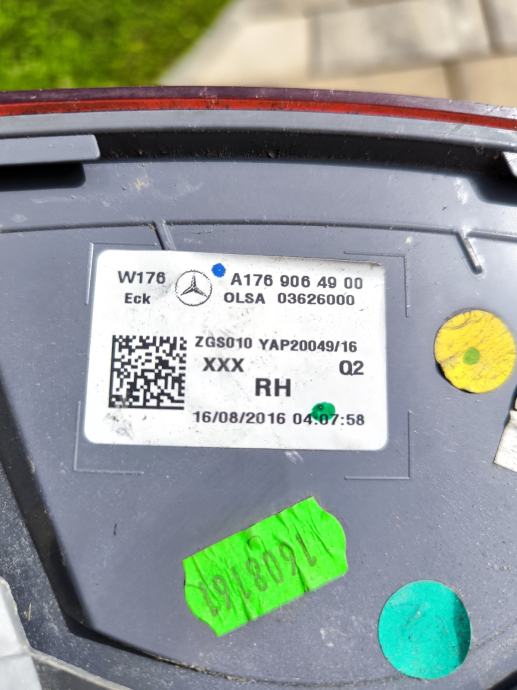 W176 A176 906 49 00
Eck OLSA 03626000
ZGS010 YAP20049/16
XXX Q2
RH
16/08/2016 04:07:58